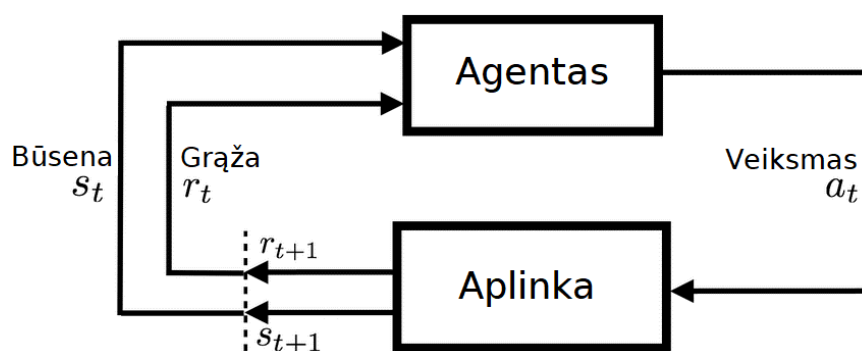 Agentas
Būsena
s_t
Grąža
r_t
Veiksmas
a_t
r_{t+1}
Aplinka
s_{t+1}